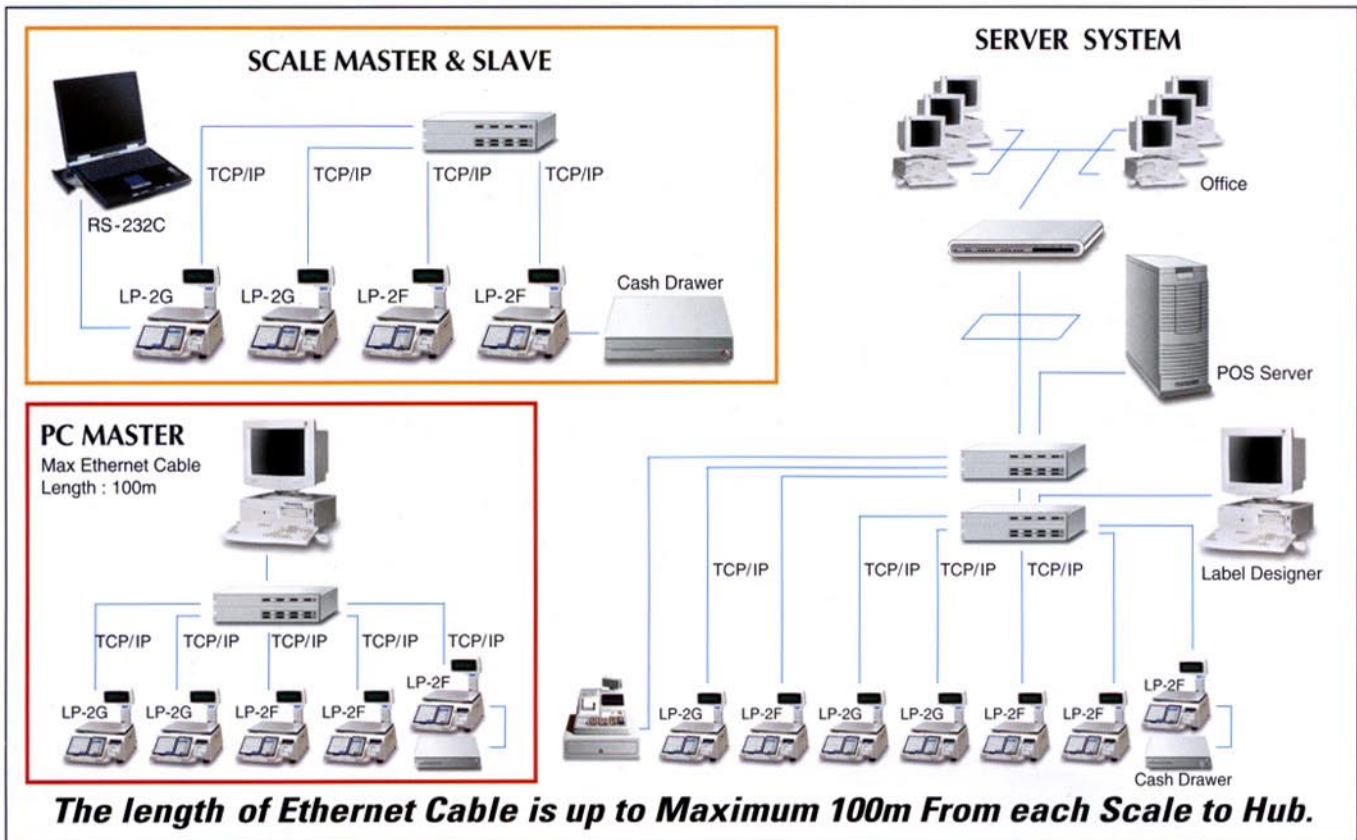 SCALE MASTER & SLAVE
TCP/IP
TCP/IP
TCP/IP
TCP/IP
RS-232C
LP-2G
LP-2G
LP-2F
LP-2F
Cash Drawer
PC MASTER
Max Ethernet Cable
Length : 100m
TCP/IP
TCP/IP
TCP/IP
TCP/IP
TCP/IP
LP-2F
LP-2G
LP-2G
LP-2F
LP-2F
SERVER SYSTEM
Office
POS Server
Label Designer
TCP/IP
TCP/IP
TCP/IP
TCP/IP
LP-2F
LP-2G
LP-2F
LP-2G
LP-2G
LP-2F
LP-2F
Cash Drawer
The length of Ethernet Cable is up to Maximum 100m From each Scale to Hub.